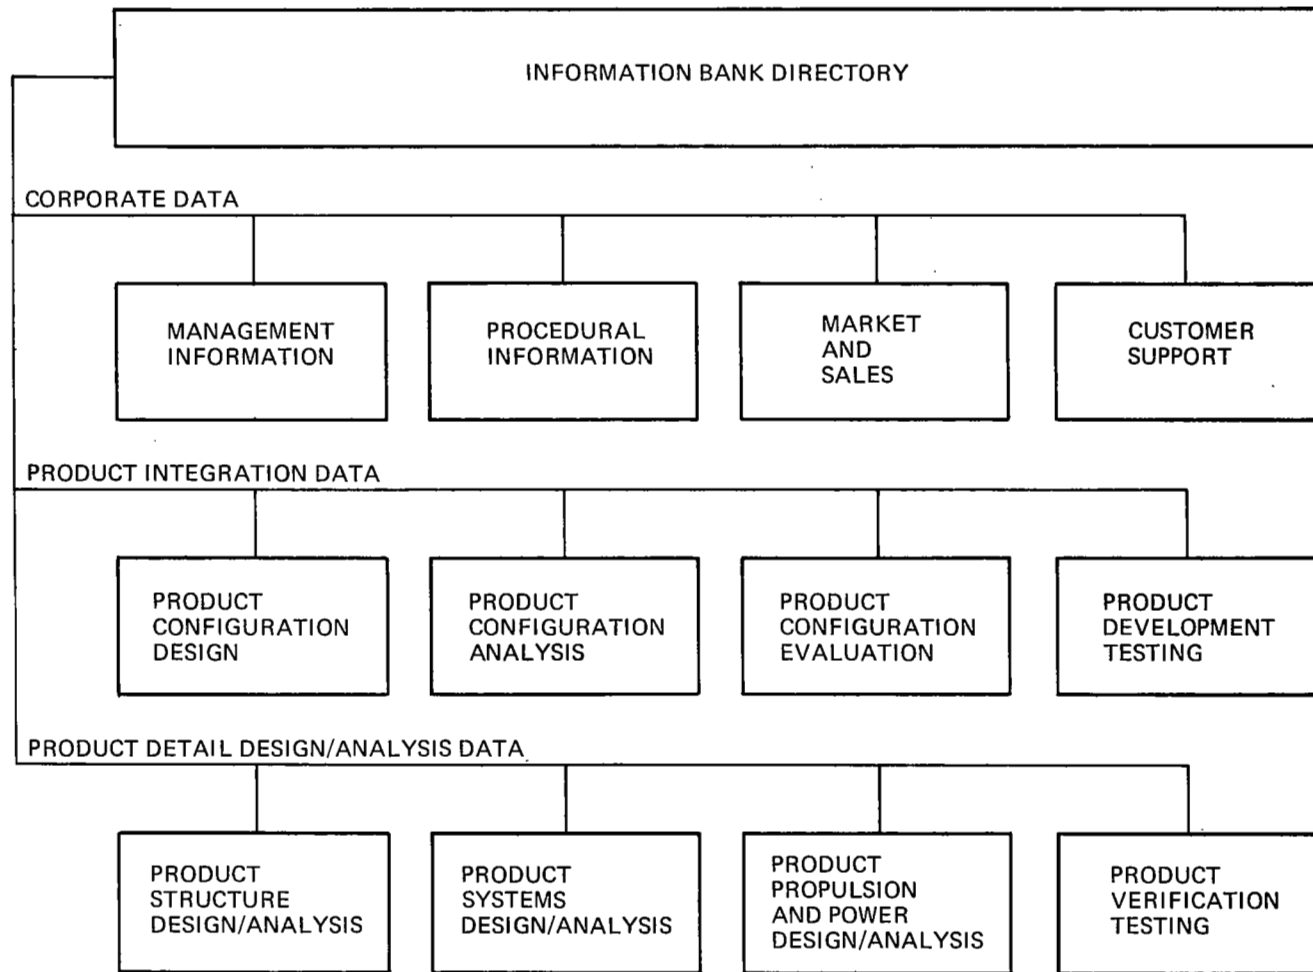 INFORMATION BANK DIRECTORY
CORPORATE DATA
MANAGEMENT
INFORMATION
PROCEDURAL
INFORMATION
MARKET
AND
SALES
CUSTOMER
SUPPORT
PRODUCT INTEGRATION DATA
PRODUCT
CONFIGURATION
DESIGN
PRODUCT
CONFIGURATION
ANALYSIS
PRODUCT
CONFIGURATION
EVALUATION
PRODUCT
DEVELOPMENT
TESTING
PRODUCT DETAIL DESIGN/ANALYSIS DATA
PRODUCT
STRUCTURE
DESIGN/ANALYSIS
PRODUCT
SYSTEMS
DESIGN/ANALYSIS
PRODUCT
PROPULSION
AND POWER
DESIGN/ANALYSIS
PRODUCT
VERIFICATION
TESTING